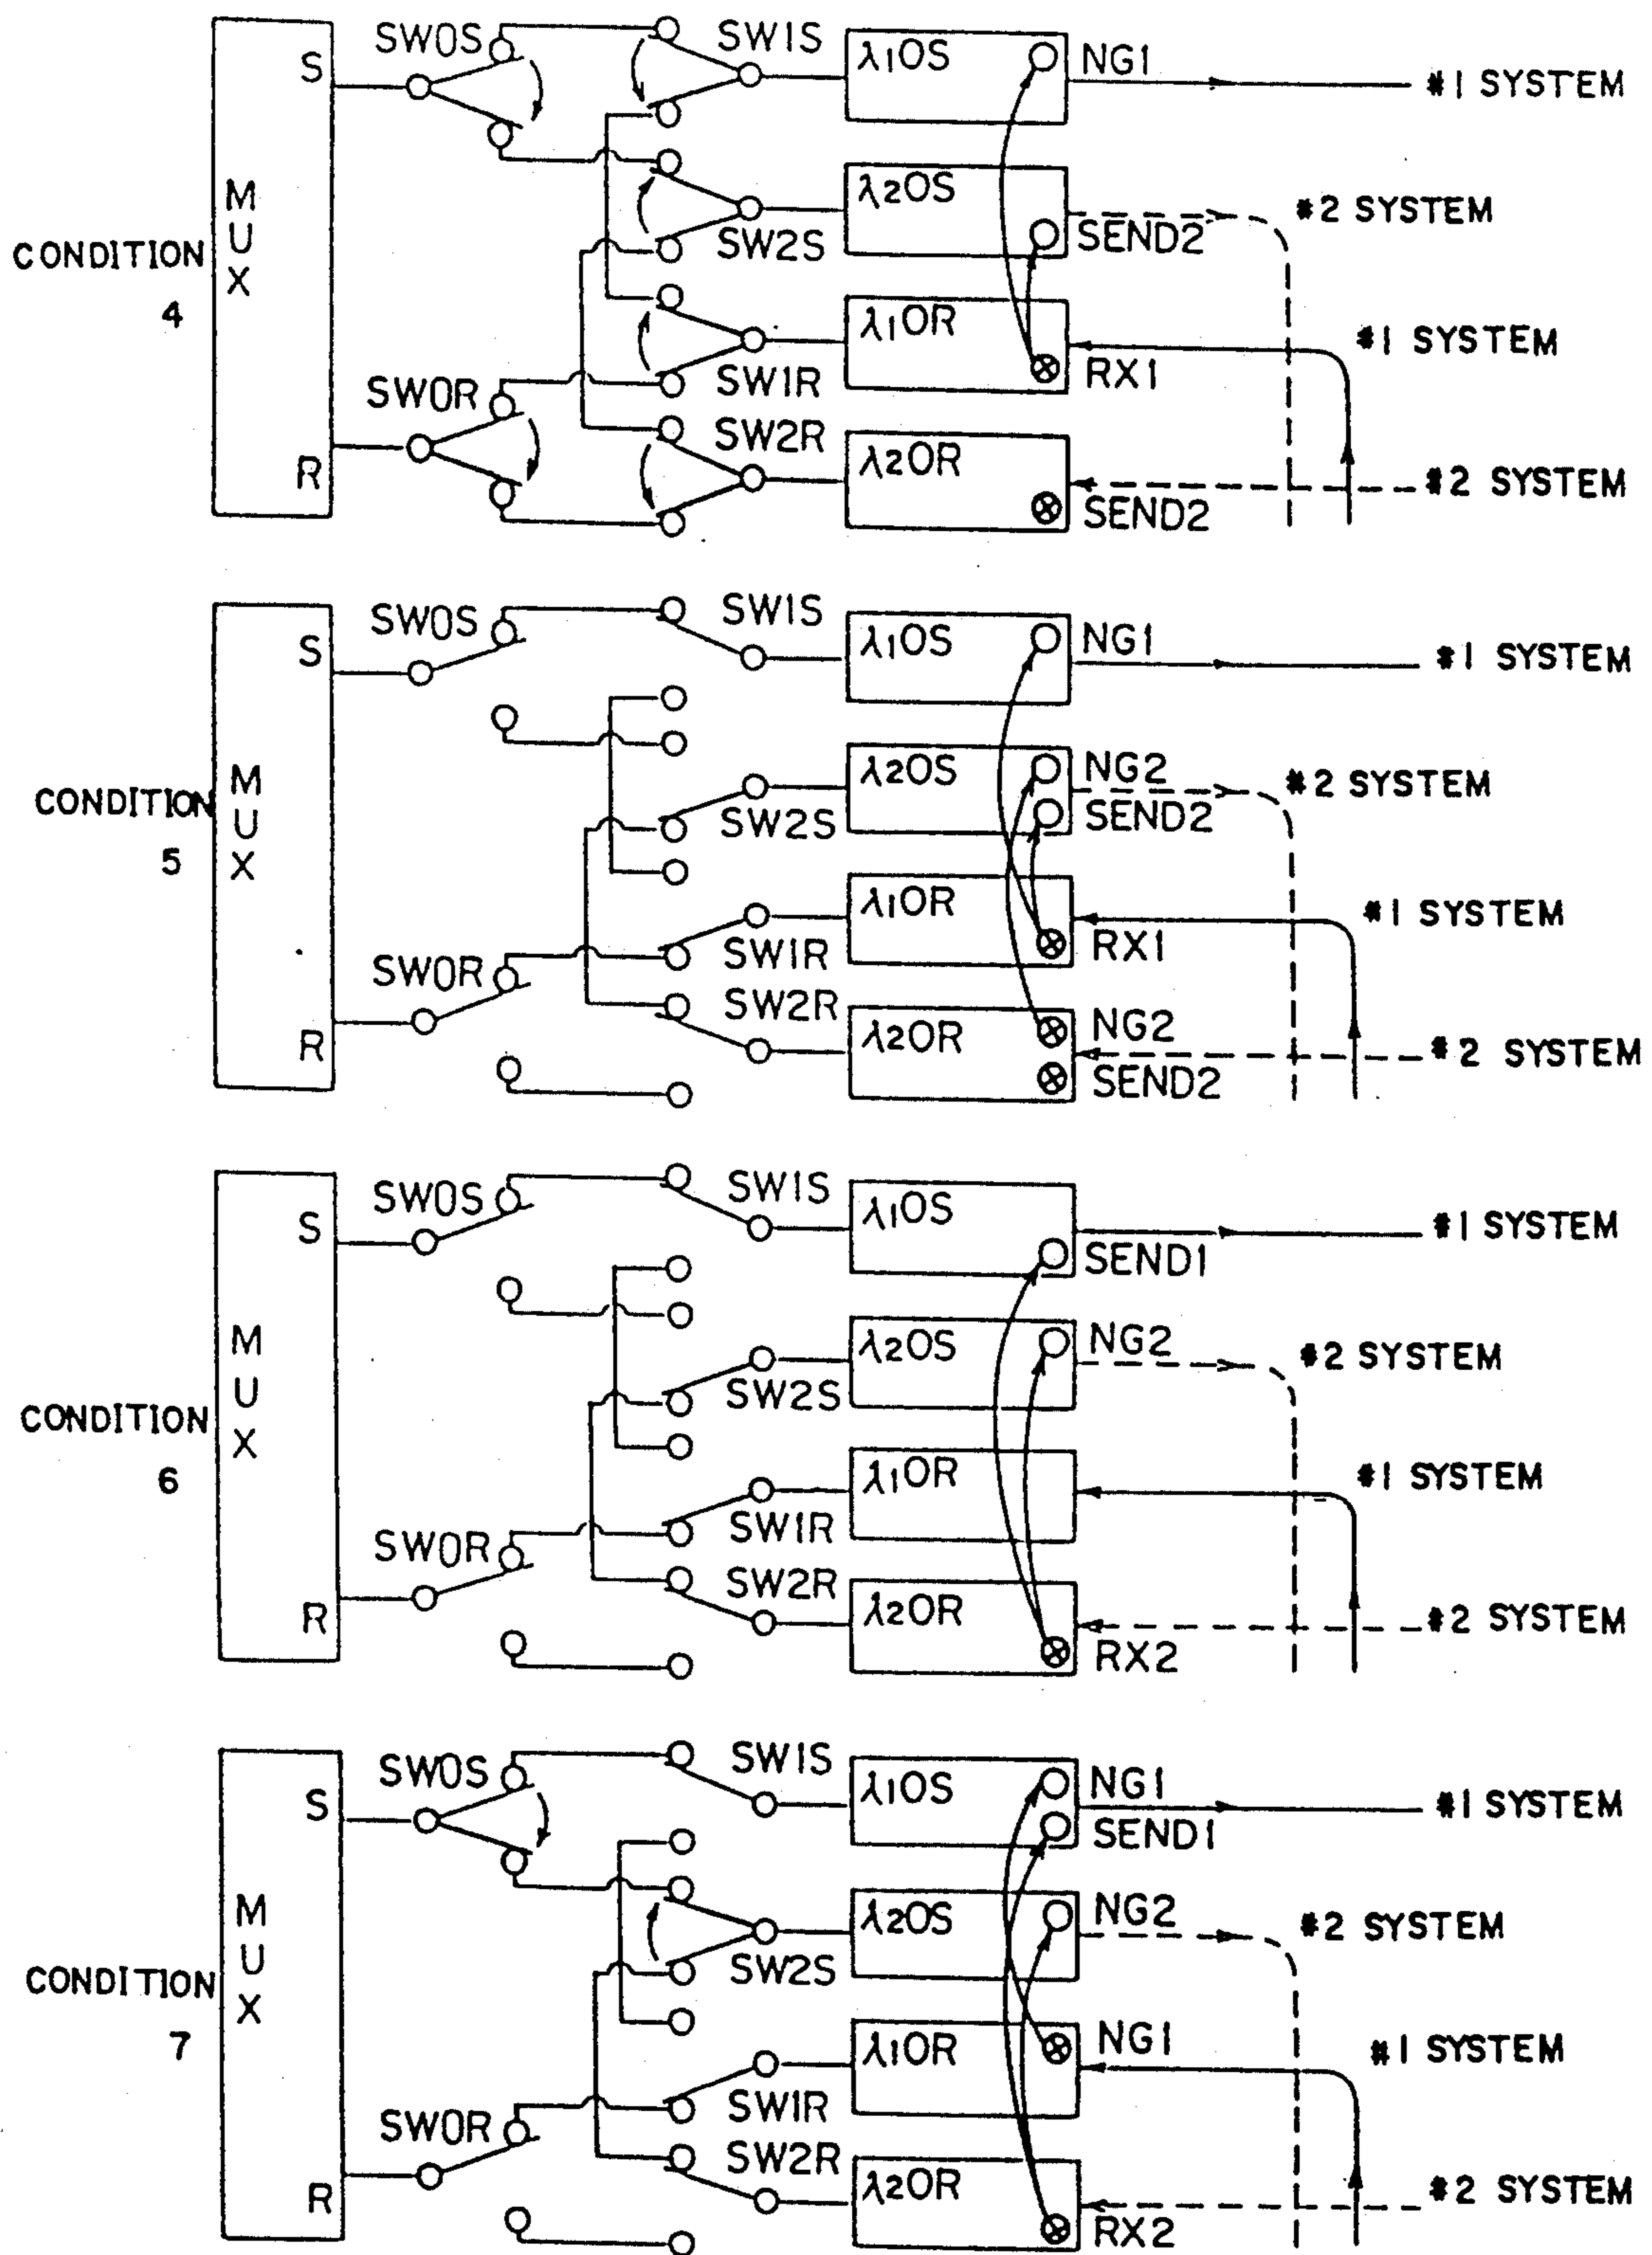 SW0S
SW1S
S
λ1OS
NG1
#1 SYSTEM
MUX
λ2OS
#2 SYSTEM
SEND2
SW2S
CONDITION
4
λ1OR
#1 SYSTEM
RX1
SW1R
SW0R
SW2R
R
λ2OR
#2 SYSTEM
SEND2
SW0S
SW1S
S
λ1OS
NG1
#1 SYSTEM
MUX
λ2OS
NG2
#2 SYSTEM
SEND2
SW2S
CONDITION
5
λ1OR
#1 SYSTEM
RX1
SW1R
SW0R
SW2R
R
λ2OR
NG2
#2 SYSTEM
SEND2
SW0S
SW1S
S
λ1OS
#1 SYSTEM
SEND1
MUX
λ2OS
NG2
#2 SYSTEM
SW2S
CONDITION
6
λ1OR
#1 SYSTEM
SW1R
SW0R
SW2R
R
λ2OR
#2 SYSTEM
RX2
SW0S
SW1S
S
λ1OS
NG1
#1 SYSTEM
SEND1
MUX
λ2OS
NG2
#2 SYSTEM
SW2S
CONDITION
7
λ1OR
NG1
#1 SYSTEM
SW1R
SW0R
SW2R
R
λ2OR
#2 SYSTEM
RX2